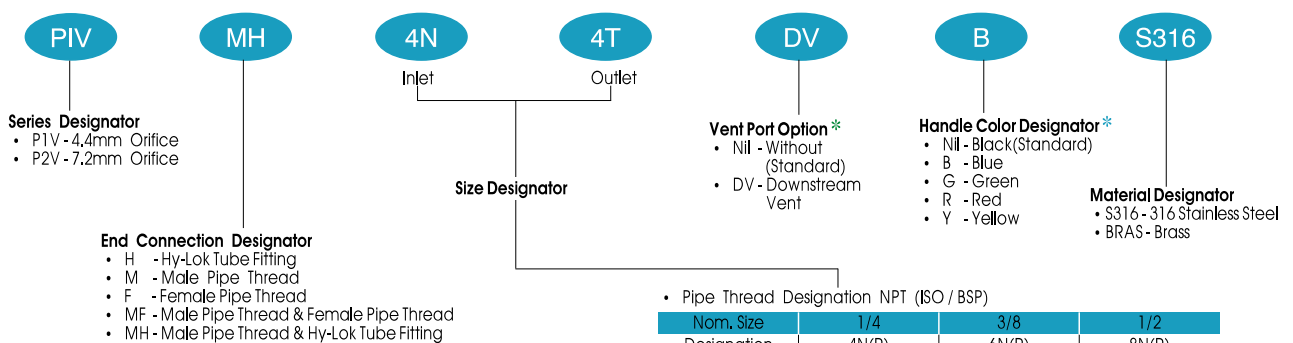 PIV MH 4N 4T DV B S316
Inlet Outlet
Series Designator
• P1V - 4.4mm Orifice
• P2V - 7.2mm Orifice
End Connection Designator
• H - Hy-Lok Tube Fitting
• M - Male Pipe Thread
• F - Female Pipe Thread
• MF - Male Pipe Thread & Female Pipe Thread
• MH - Male Pipe Thread & Hy-Lok Tube Fitting
Size Designator
Vent Port Option *
• Nil - Without
(Standard)
• DV - Downstream
Vent
Handle Color Designator *
• Nil - Black(Standard)
• B - Blue
• G - Green
• R - Red
• Y - Yellow
Material Designator
• S316 - 316 Stainless Steel
• BRAS - Brass
• Pipe Thread Designation NPT (ISO / BSP)
Nom. Size 1/4 3/8 1/2
Designation 4N(R) 6N(R) 8N(R)